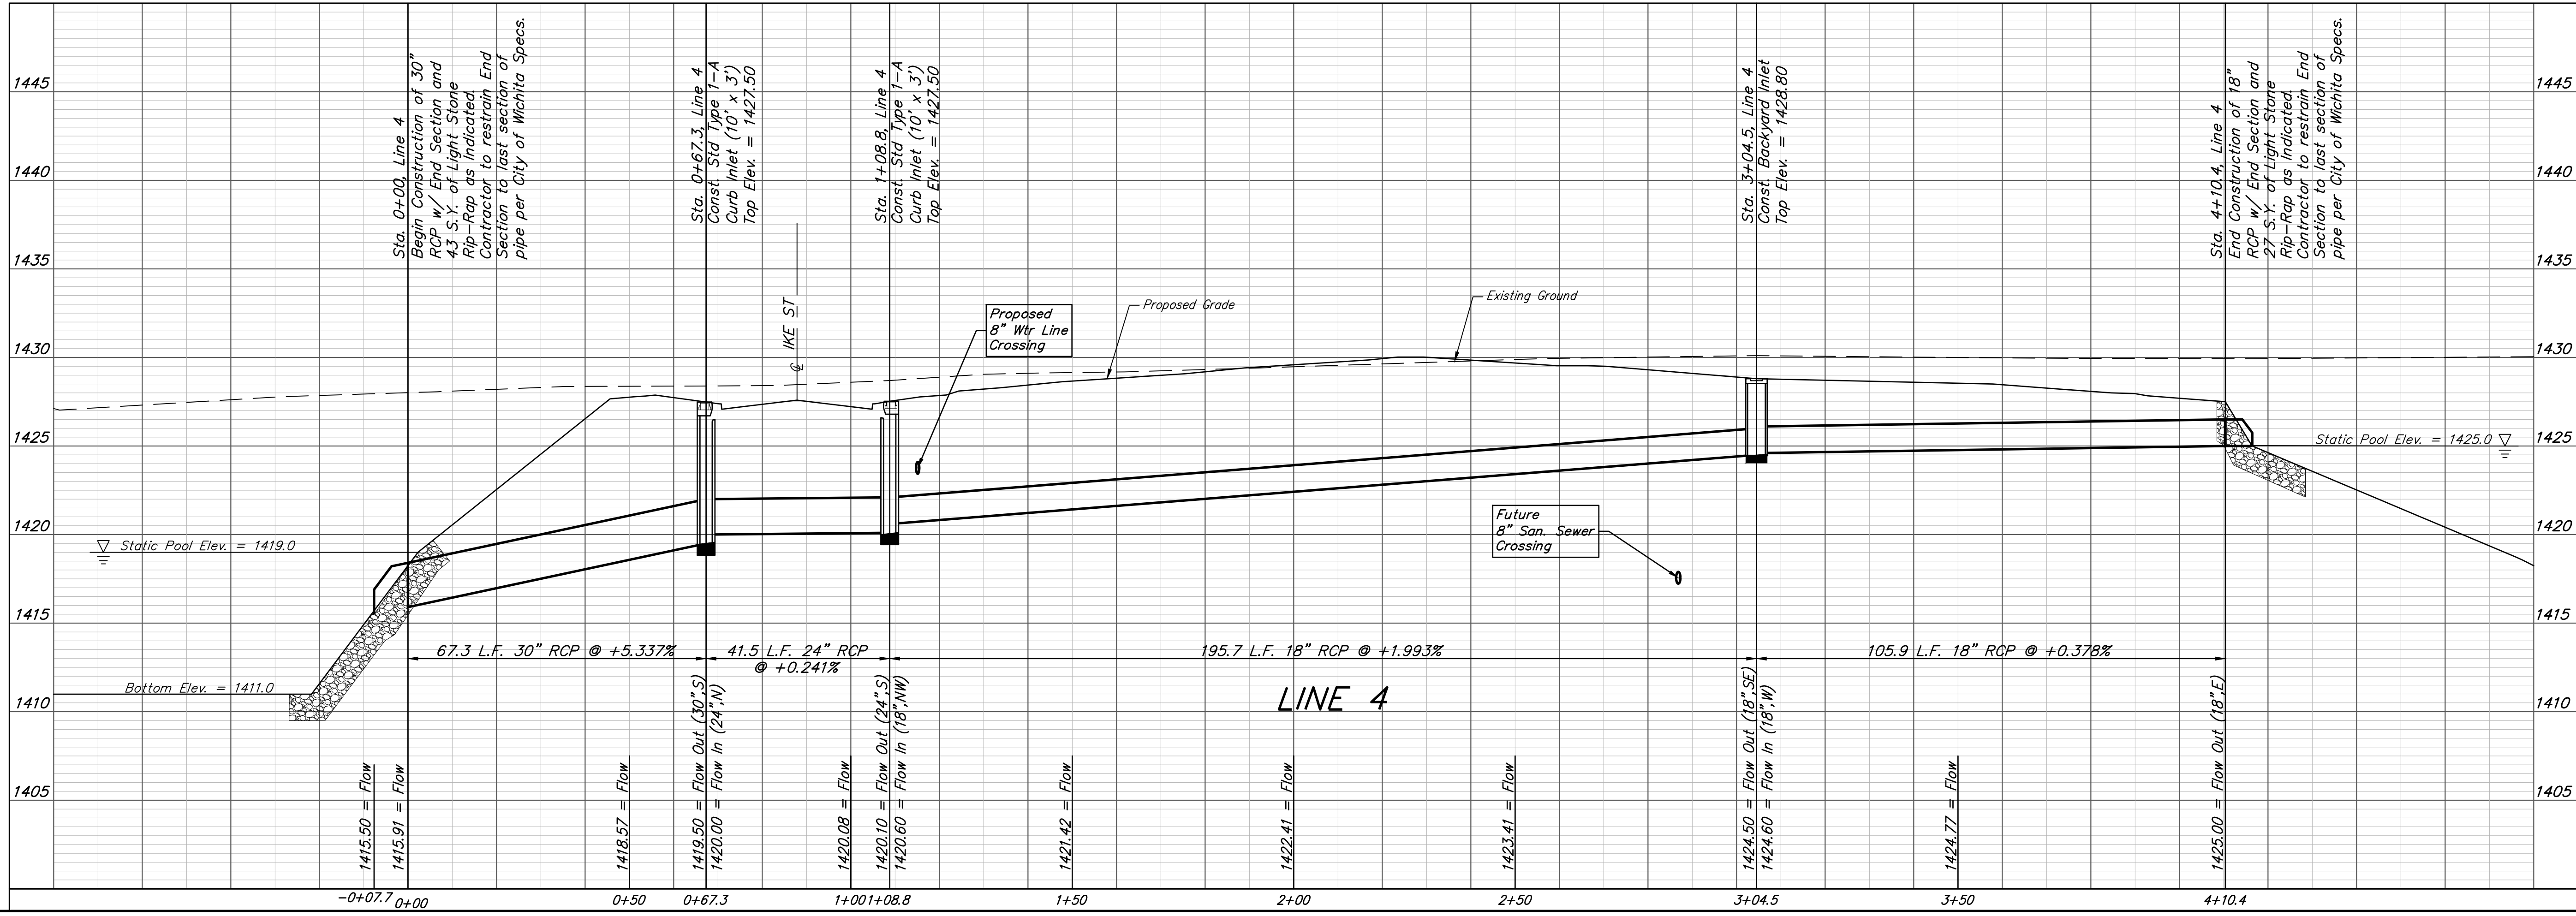 Sta. 0+00, Line 4
Begin Construction of 30"
RCP w/ End Section and
43 S.Y. of Light Stone
Rip-Rap as Indicated.
Contractor to restrain End
Section to last section of
pipe per City of Wichita Specs.
Sta. 0+67.3, Line 4
Const. Std Type 1-A
Curb Inlet (10' x 3')
Top Elev. = 1427.50
Sta. 1+08.8, Line 4
Const. Std Type 1-A
Curb Inlet (10' x 3')
Top Elev. = 1427.50
Sta. 3+04.5, Line 4
Const. Backyard Inlet
Top Elev. = 1428.80
Sta. 4+10.4, Line 4
End Construction of 18"
RCP w/ End Section and
27 S.Y. of Light Stone
Rip-Rap as Indicated.
Contractor to restrain End
Section to last section of
pipe per City of Wichita Specs.
1445
1445
1440
1440
1435
1435
1430
1430
1425
1425
1420
1420
1415
1415
1410
1410
1405
1405
℄ IKE ST
Proposed
8" Wtr Line
Crossing
Proposed Grade
Existing Ground
Static Pool Elev. = 1425.0
Static Pool Elev. = 1419.0
Future
8" San. Sewer
Crossing
67.3 L.F. 30" RCP @ +5.337%
41.5 L.F. 24" RCP
@ +0.241%
195.7 L.F. 18" RCP @ +1.993%
105.9 L.F. 18" RCP @ +0.378%
Bottom Elev. = 1411.0
LINE 4
1415.50 = Flow
1415.91 = Flow
1418.57 = Flow
1419.50 = Flow Out (30",S)
1420.00 = Flow In (24",N)
1420.08 = Flow
1420.10 = Flow Out (24",S)
1420.60 = Flow In (18",NW)
1421.42 = Flow
1422.41 = Flow
1423.41 = Flow
1424.50 = Flow Out (18",SE)
1424.60 = Flow In (18",W)
1424.77 = Flow
1425.00 = Flow Out (18",E)
-0+07.7
0+00
0+50
0+67.3
1+00
1+08.8
1+50
2+00
2+50
3+04.5
3+50
4+10.4